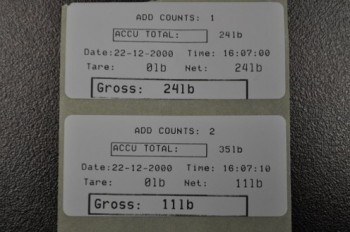 ADD COUNTS: 1
ACCU TOTAL: 24lb
Date:22-12-2000 Time: 16:07:00
Tare: 0lb Net: 24lb
Gross: 24lb
ADD COUNTS: 2
ACCU TOTAL: 35lb
Date:22-12-2000 Time: 16:07:10
Tare: 0lb Net: 11lb
Gross: 11lb